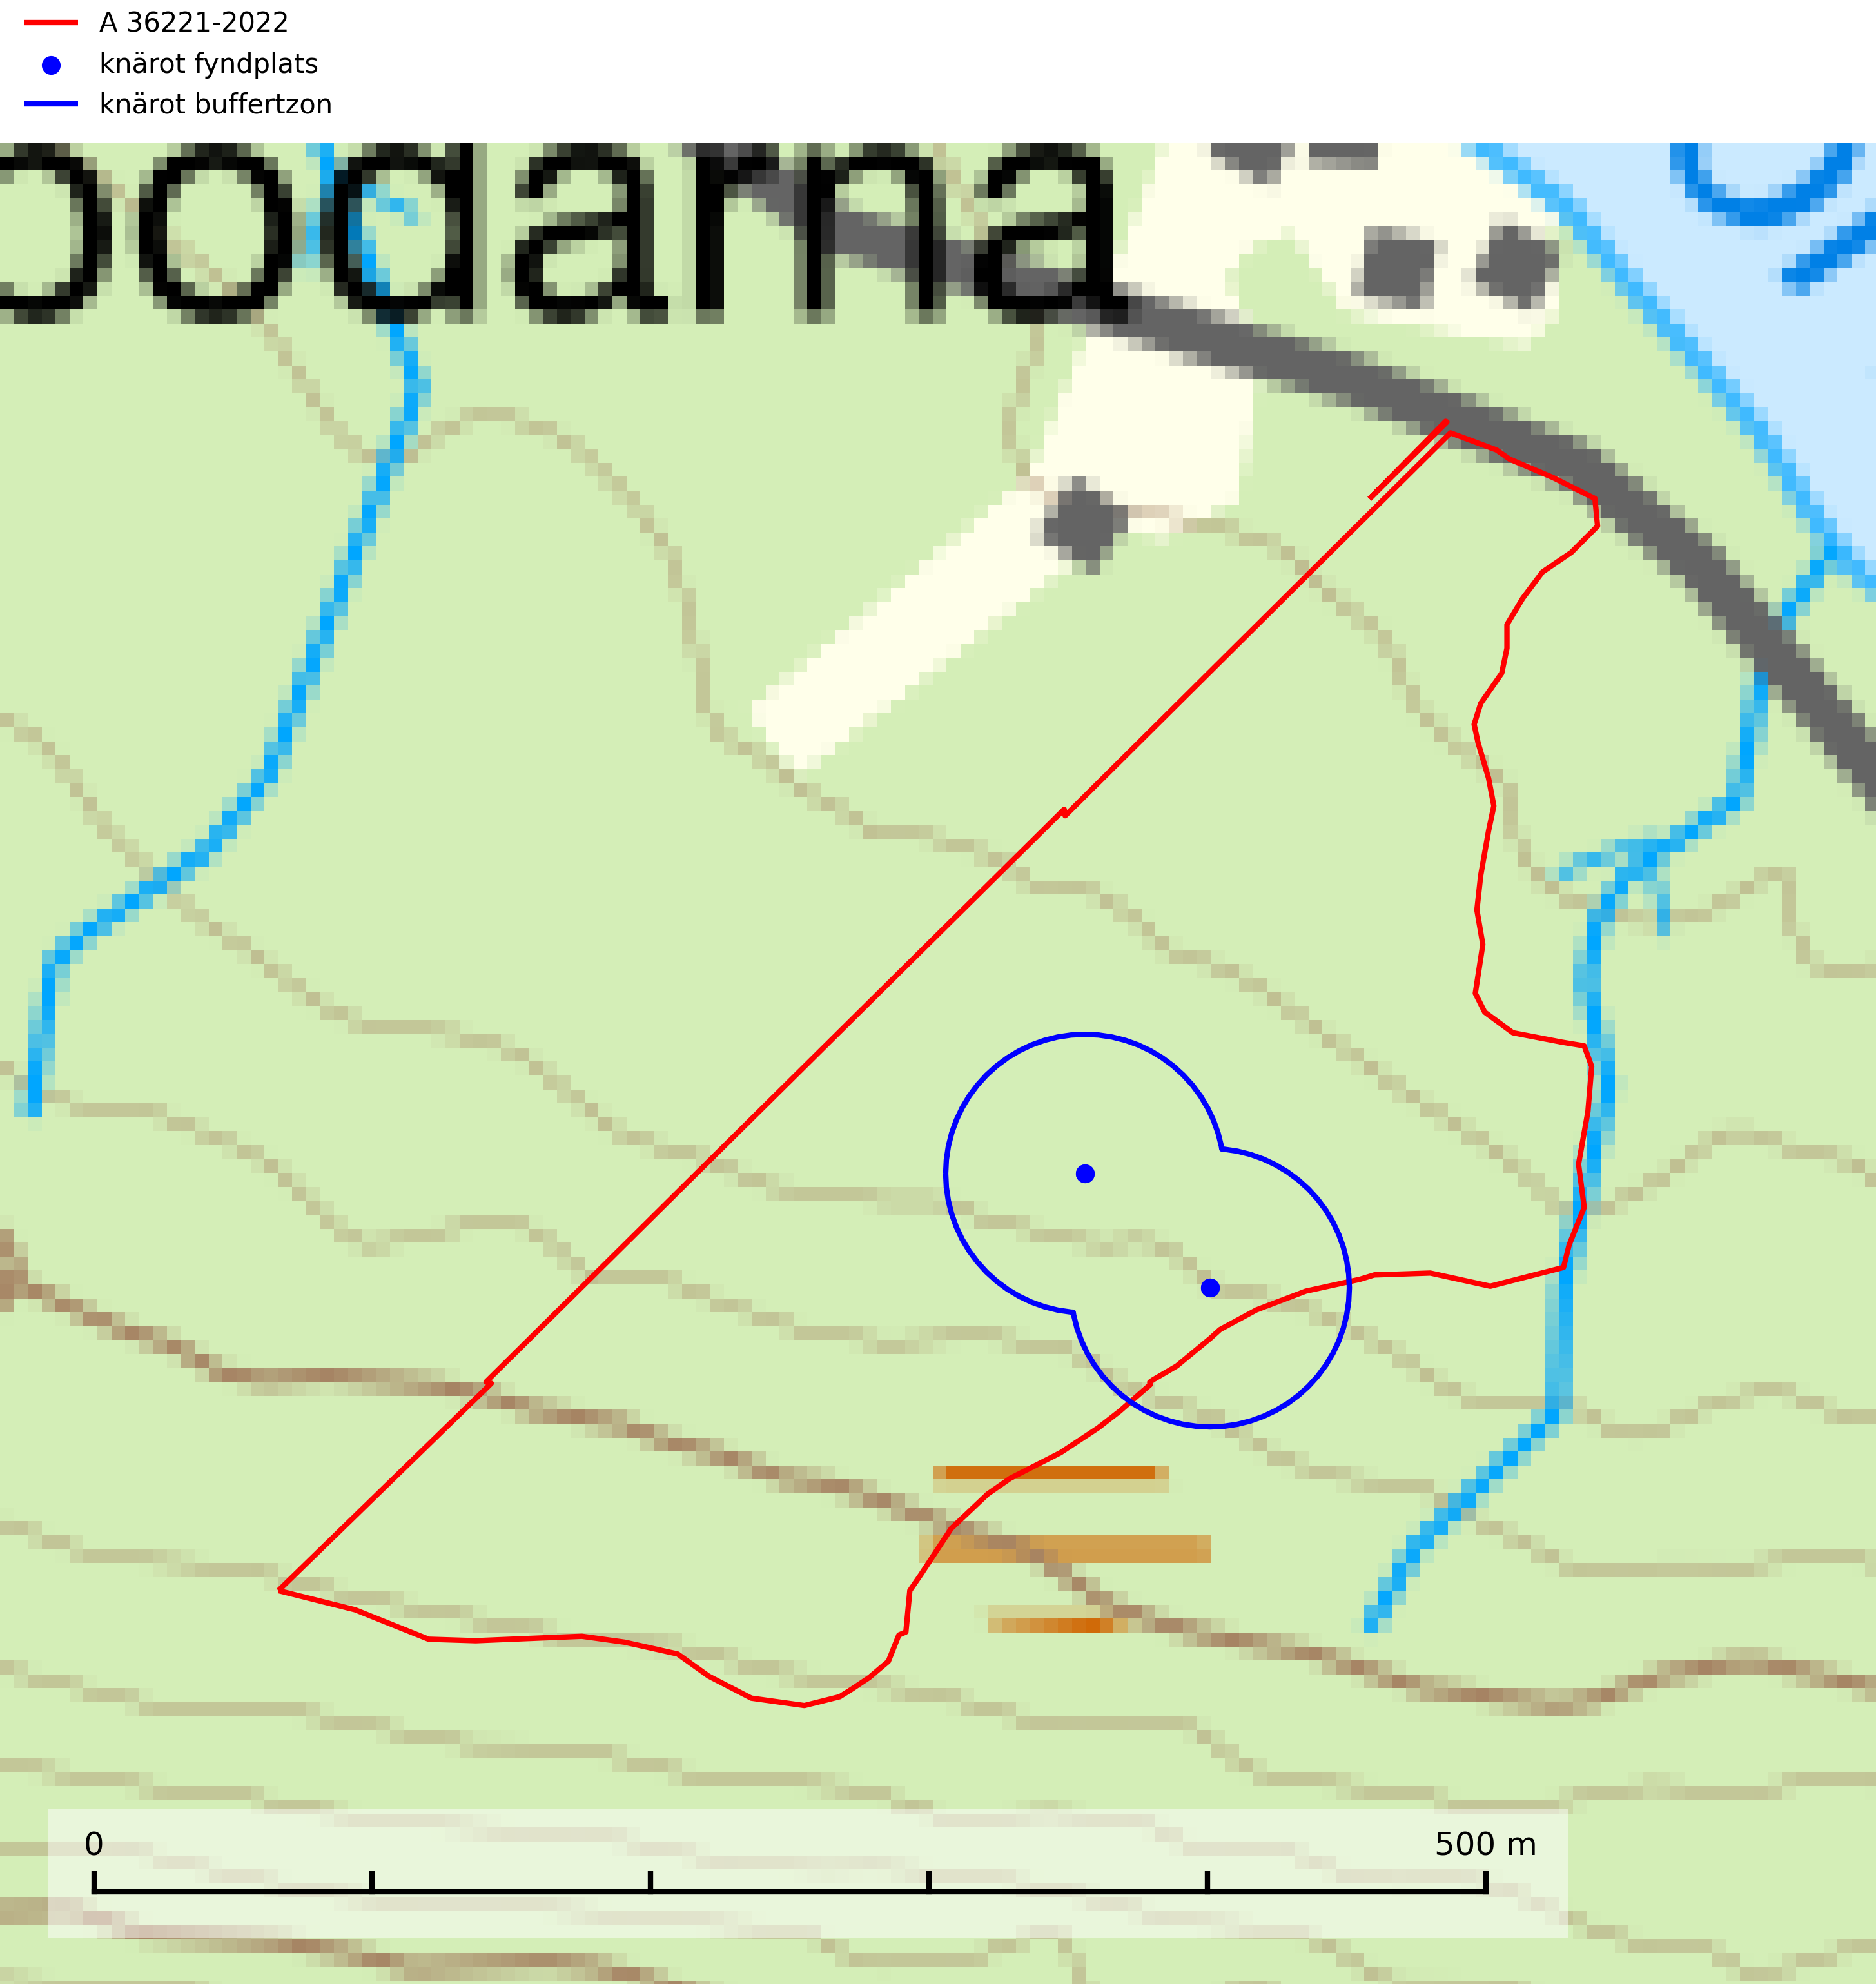 A 36221-2022
knärot fyndplats
knärot buffertzon
0 500 m